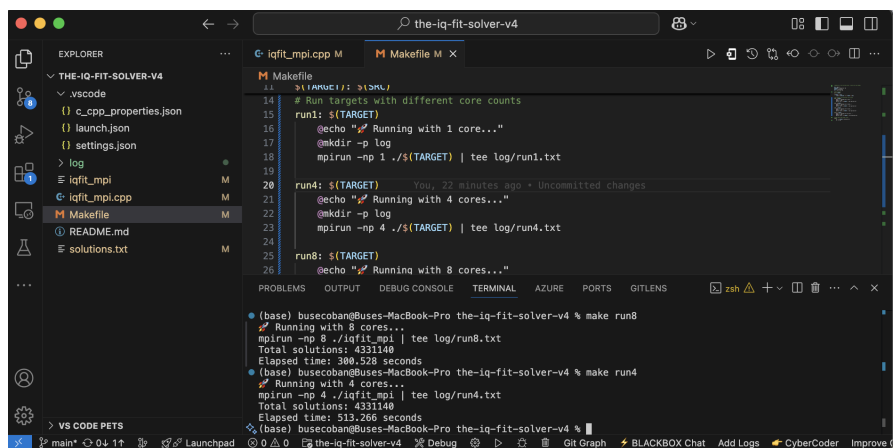 the-iq-fit-solver-v4
EXPLORER
THE-IQ-FIT-SOLVER-V4
.vscode
{} c_cpp_properties.json
{} launch.json
{} settings.json
log
iqfit_mpi M
iqfit_mpi.cpp M
Makefile M
README.md
solutions.txt M
VS CODE PETS
iqfit_mpi.cpp M
Makefile M
Makefile
11 $(TARGET): $(SRC)
14 # Run targets with different core counts
15 run1: $(TARGET)
16 @echo "🚀 Running with 1 core..."
17 @mkdir -p log
18 mpirun -np 1 ./$(TARGET) | tee log/run1.txt
19
20 run4: $(TARGET) You, 22 minutes ago • Uncommitted changes
21 @echo "🚀 Running with 4 cores..."
22 @mkdir -p log
23 mpirun -np 4 ./$(TARGET) | tee log/run4.txt
24
25 run8: $(TARGET)
26 @echo "🚀 Running with 8 cores..."
PROBLEMS OUTPUT DEBUG CONSOLE TERMINAL AZURE PORTS GITLENS zsh
(base) busecoban@Buses-MacBook-Pro the-iq-fit-solver-v4 % make run8
🚀 Running with 8 cores...
mpirun -np 8 ./iqfit_mpi | tee log/run8.txt
Total solutions: 4331140
Elapsed time: 300.528 seconds
(base) busecoban@Buses-MacBook-Pro the-iq-fit-solver-v4 % make run4
🚀 Running with 4 cores...
mpirun -np 4 ./iqfit_mpi | tee log/run4.txt
Total solutions: 4331140
Elapsed time: 513.266 seconds
(base) busecoban@Buses-MacBook-Pro the-iq-fit-solver-v4 %
main* 0↓ 1↑ Launchpad 0 0 the-iq-fit-solver-v4 Debug Git Graph BLACKBOX Chat Add Logs CyberCoder Improve